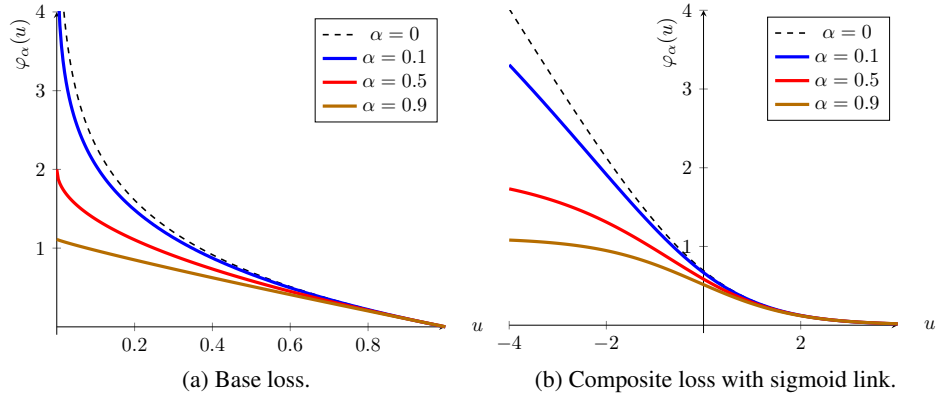 φα(u)
4
3
2
1
0.2 0.4 0.6 0.8
u
α = 0
α = 0.1
α = 0.5
α = 0.9
(a) Base loss.
φα(u)
4
3
2
1
−4 −2 2
u
α = 0
α = 0.1
α = 0.5
α = 0.9
(b) Composite loss with sigmoid link.